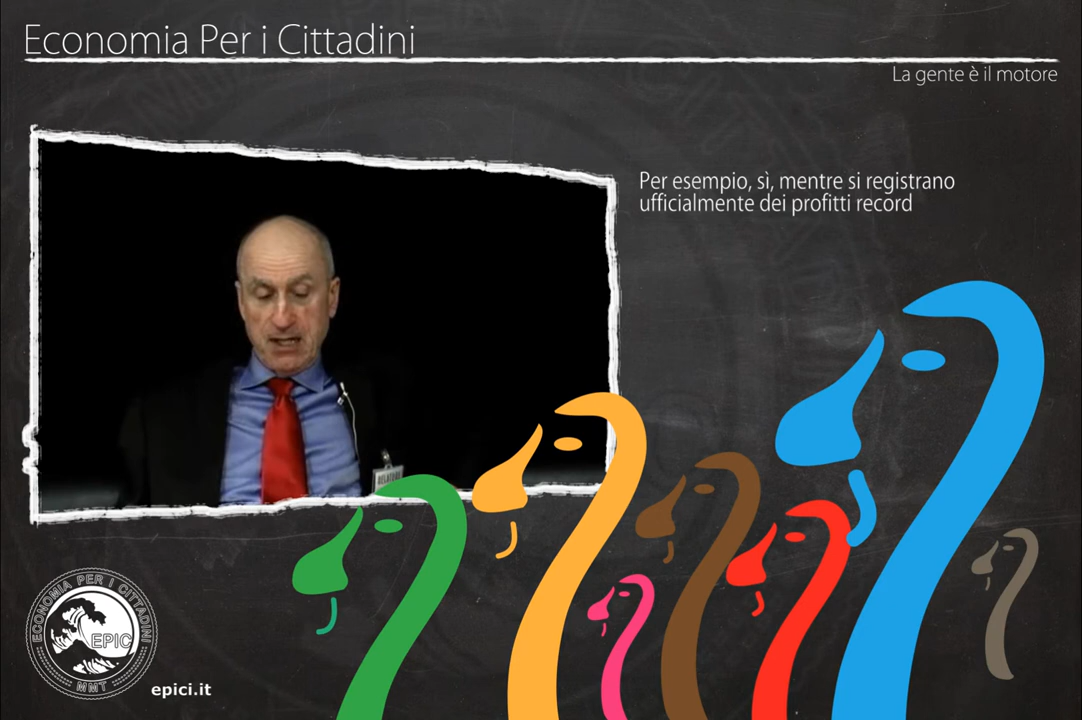 Economia Per i Cittadini
La gente è il motore
Per esempio, sì, mentre si registrano
ufficialmente dei profitti record
RELATORE
ECONOMIA PER I CITTADINI
EPIC
MMT
epici.it